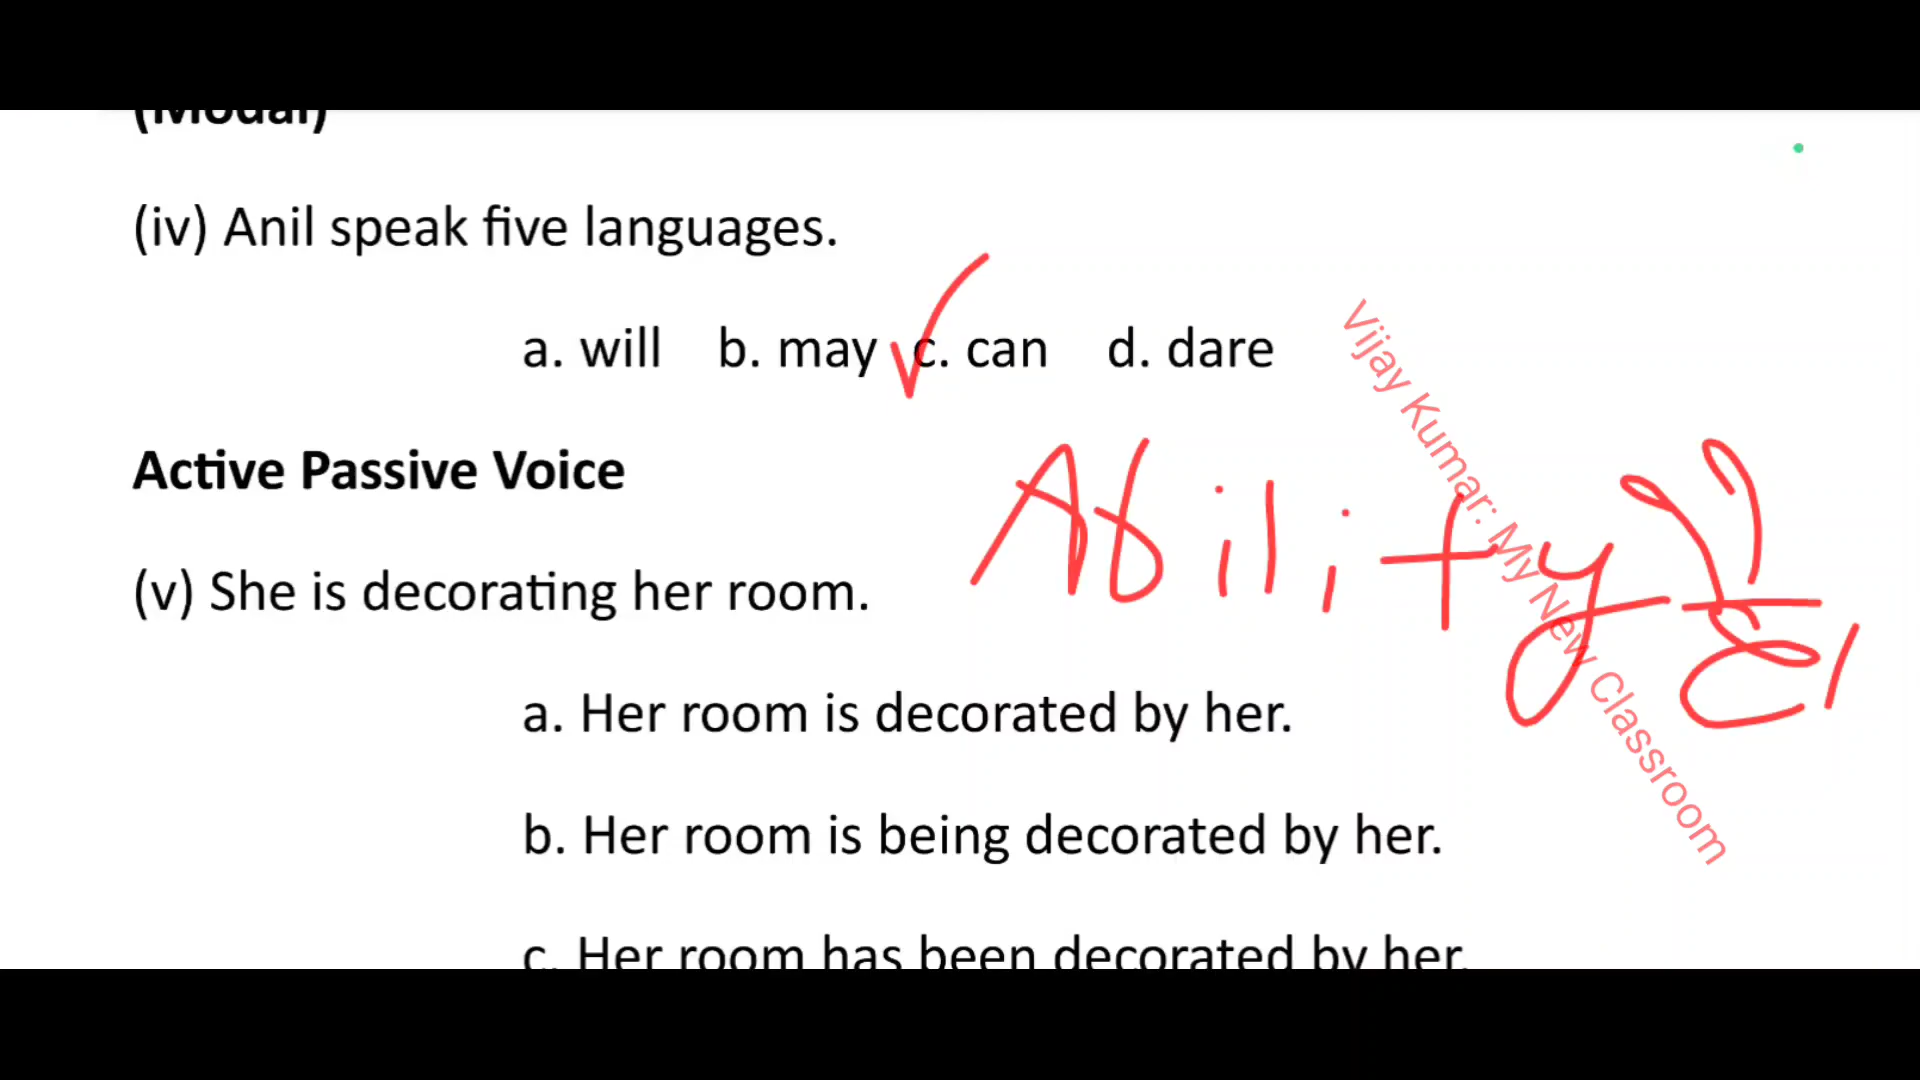 (Modal)
(iv) Anil speak five languages.
a. will b. may c. can d. dare
Active Passive Voice
Ability
(v) She is decorating her room.
a. Her room is decorated by her.
b. Her room is being decorated by her.
c. Her room has been decorated by her.
Vijay Kumar: My New Classroom